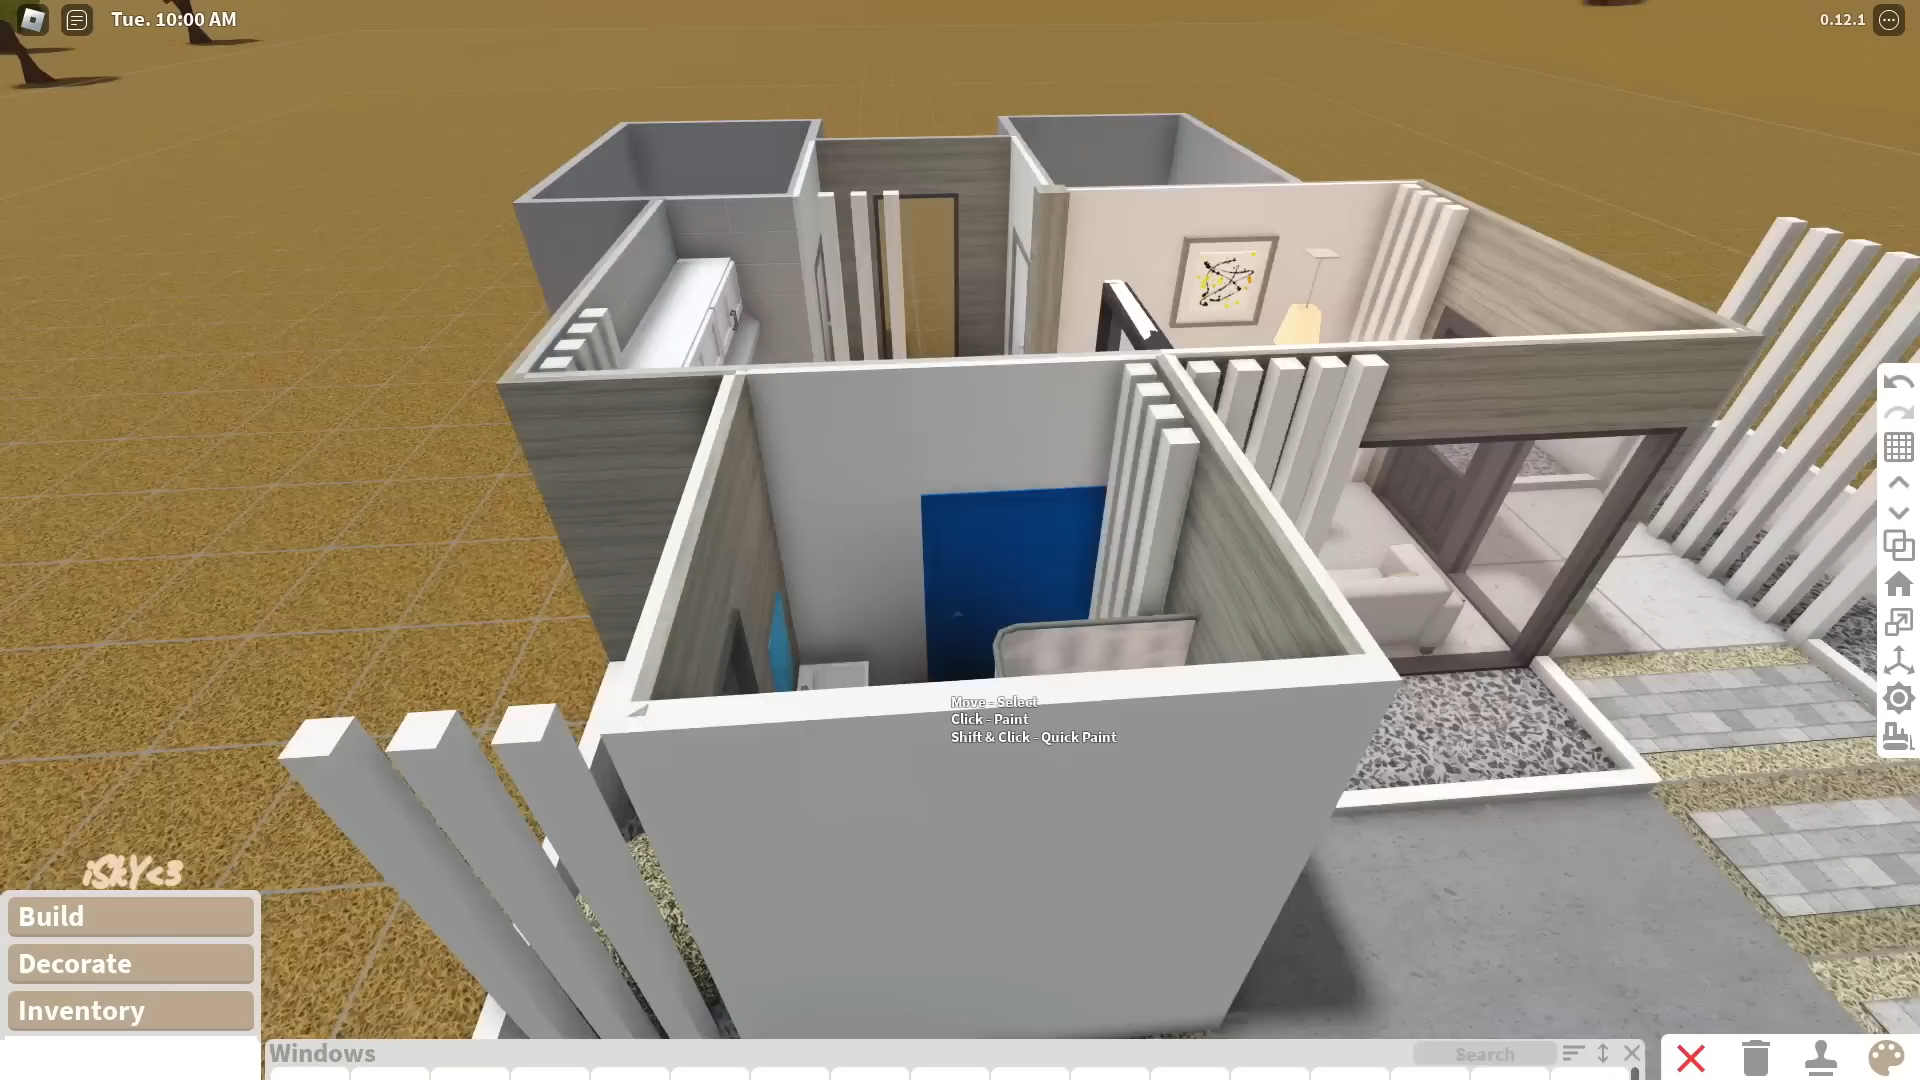 Tue. 10:00 AM
0.12.1
Move - Select
Click - Paint
Shift & Click - Quick Paint
iSkY<3
Build
Decorate
Inventory
Windows
Search